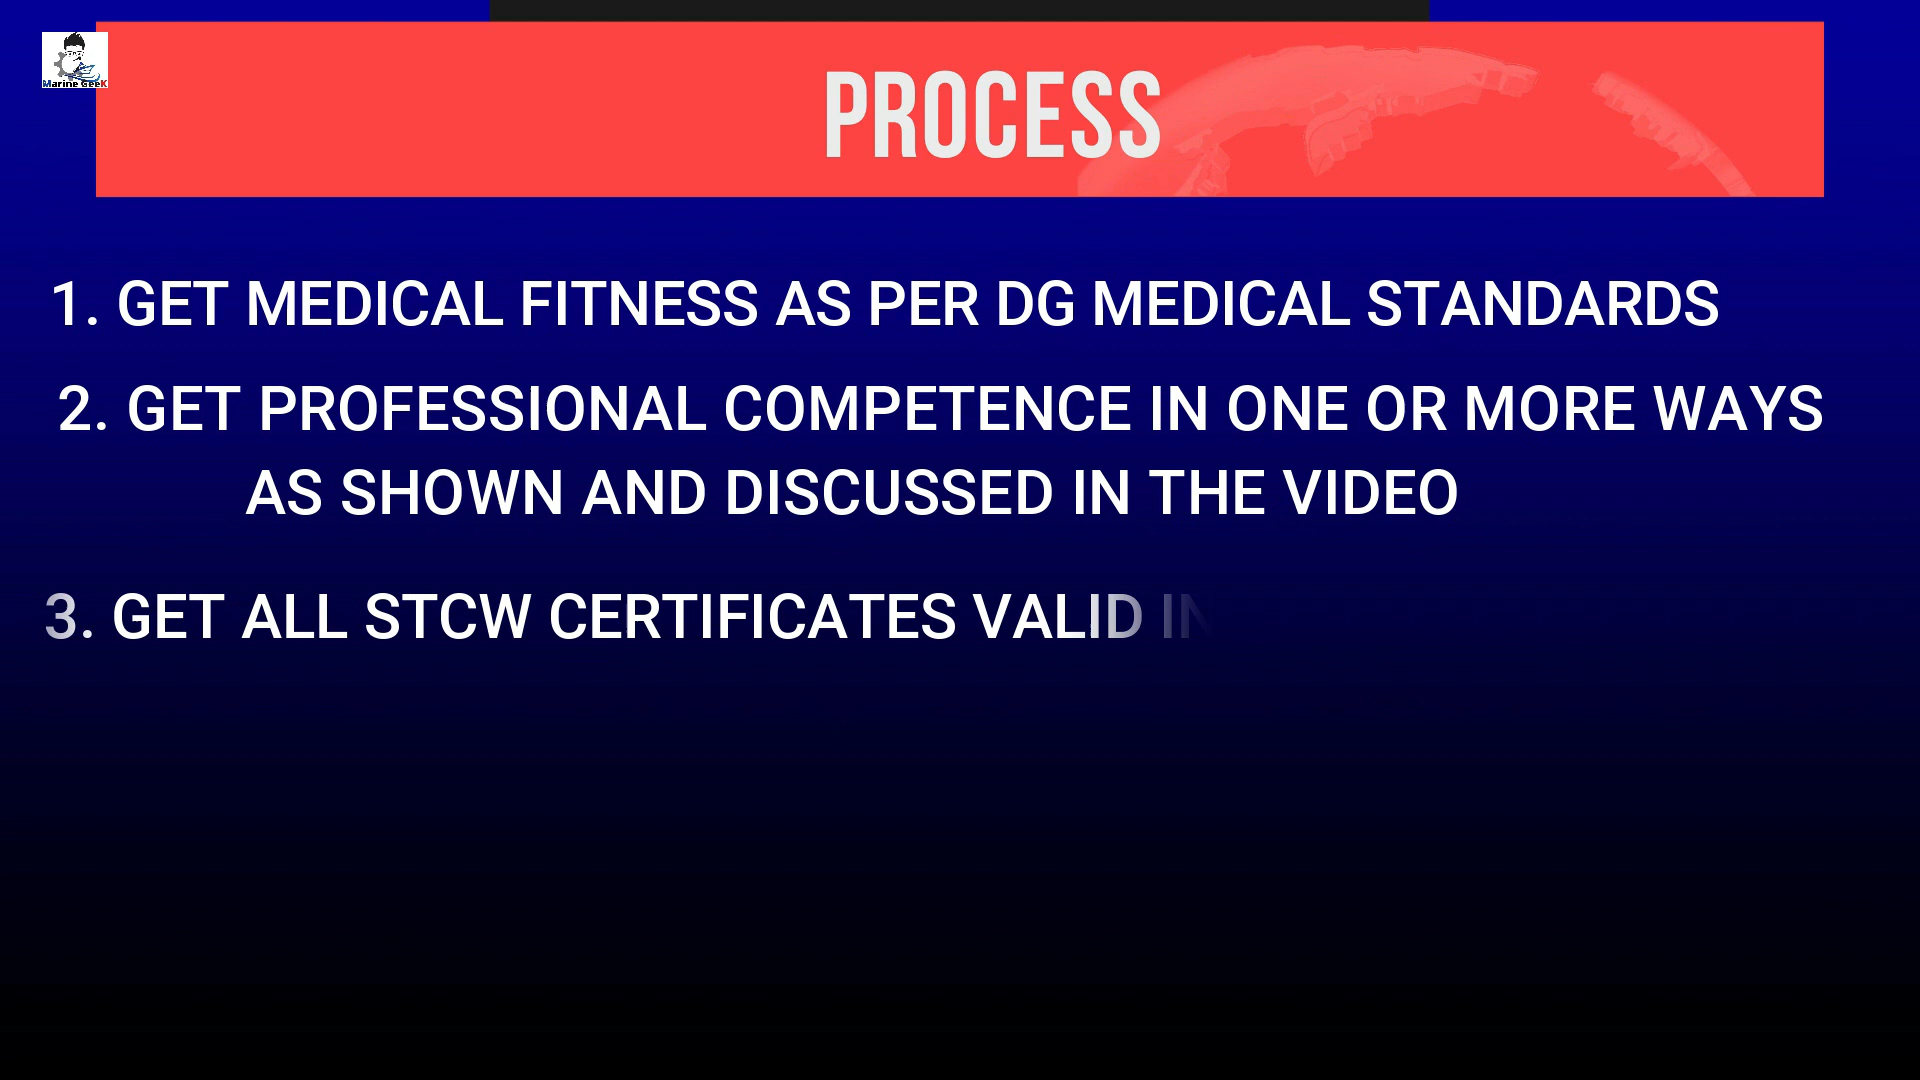 Marine GeeK
PROCESS
1. GET MEDICAL FITNESS AS PER DG MEDICAL STANDARDS
2. GET PROFESSIONAL COMPETENCE IN ONE OR MORE WAYS
AS SHOWN AND DISCUSSED IN THE VIDEO
3. GET ALL STCW CERTIFICATES VALID IN